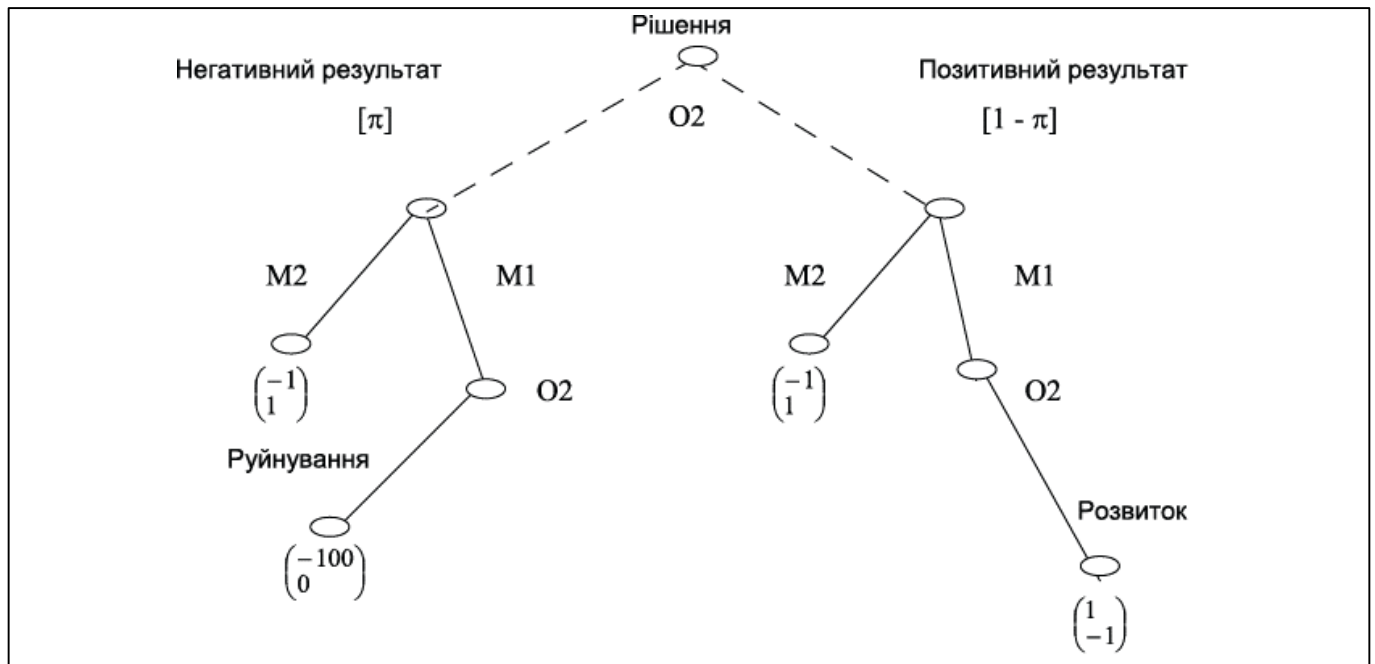 Рішення
Негативний результат
Позитивний результат
[π]
O2
[1 - π]
M2
M1
M2
M1
(-1
1)
O2
(-1
1)
O2
Руйнування
Розвиток
(-100
0)
(1
-1)